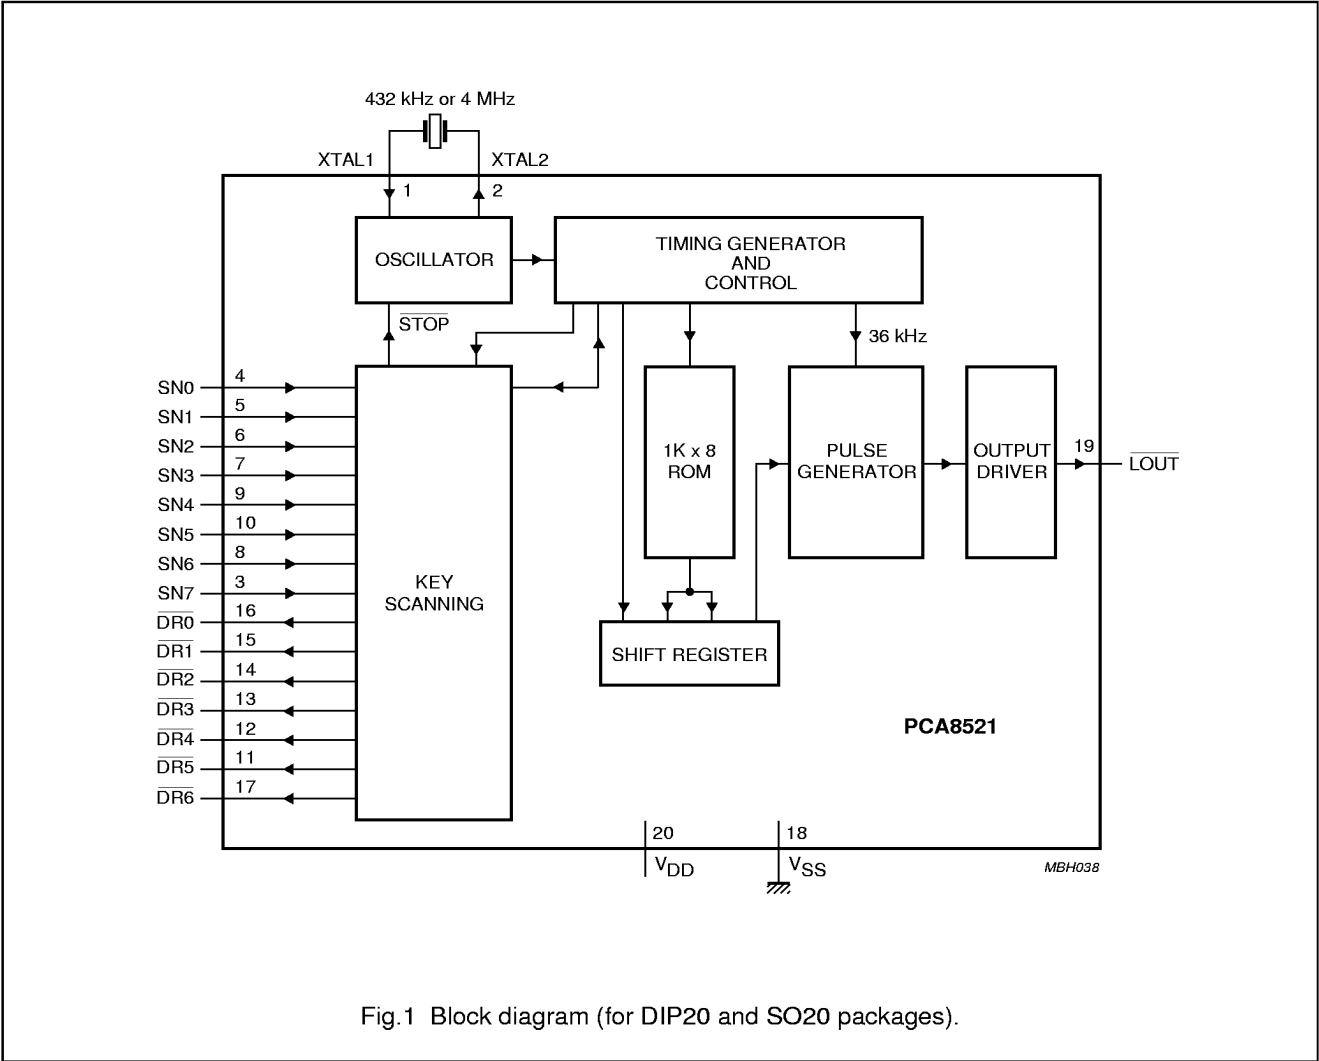 432 kHz or 4 MHz
XTAL1
XTAL2
1
2
OSCILLATOR
TIMING GENERATOR
AND
CONTROL
STOP
36 kHz
SN0
4
SN1
5
SN2
6
SN3
7
SN4
9
SN5
10
SN6
8
SN7
3
DR0
16
DR1
15
DR2
14
DR3
13
DR4
12
DR5
11
DR6
17
KEY
SCANNING
1K x 8
ROM
PULSE
GENERATOR
OUTPUT
DRIVER
19
LOUT
SHIFT REGISTER
PCA8521
20
VDD
18
VSS
MBH038
Fig.1 Block diagram (for DIP20 and SO20 packages).